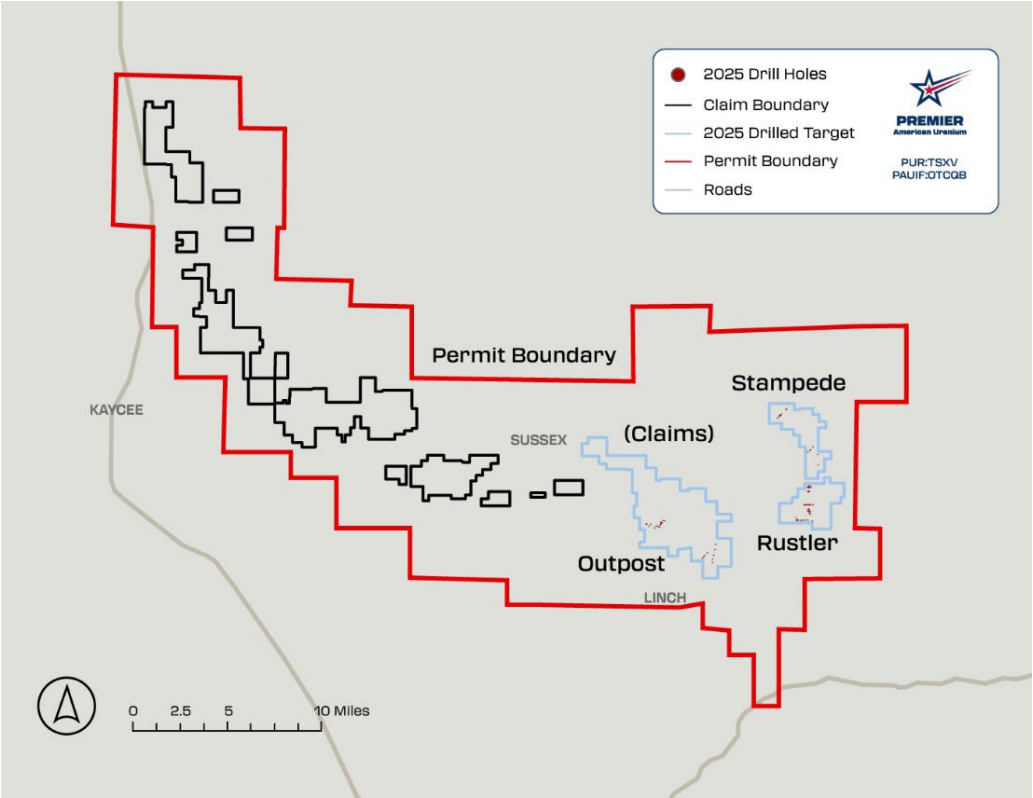 2025 Drill Holes
Claim Boundary
2025 Drilled Target
Permit Boundary
Roads
PREMIER
American Uranium
PUR:TSXV
PAUIF:OTCQB
Permit Boundary
Stampede
KAYCEE
(Claims)
SUSSEX
Rustler
Outpost
LINCH
0 2.5 5 10 Miles